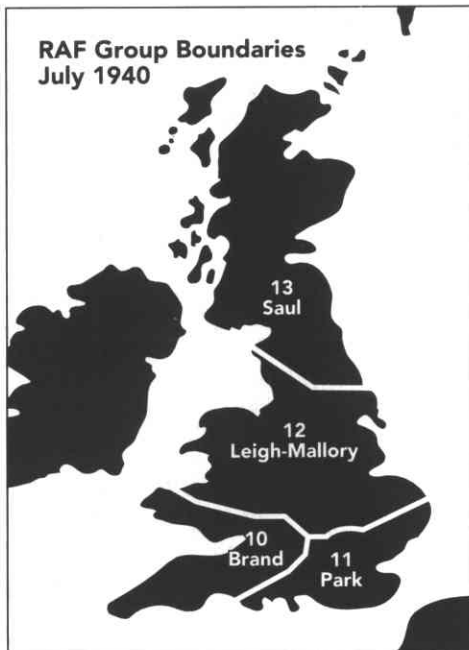 RAF Group Boundaries
July 1940
13
Saul
12
Leigh-Mallory
10
Brand
11
Park